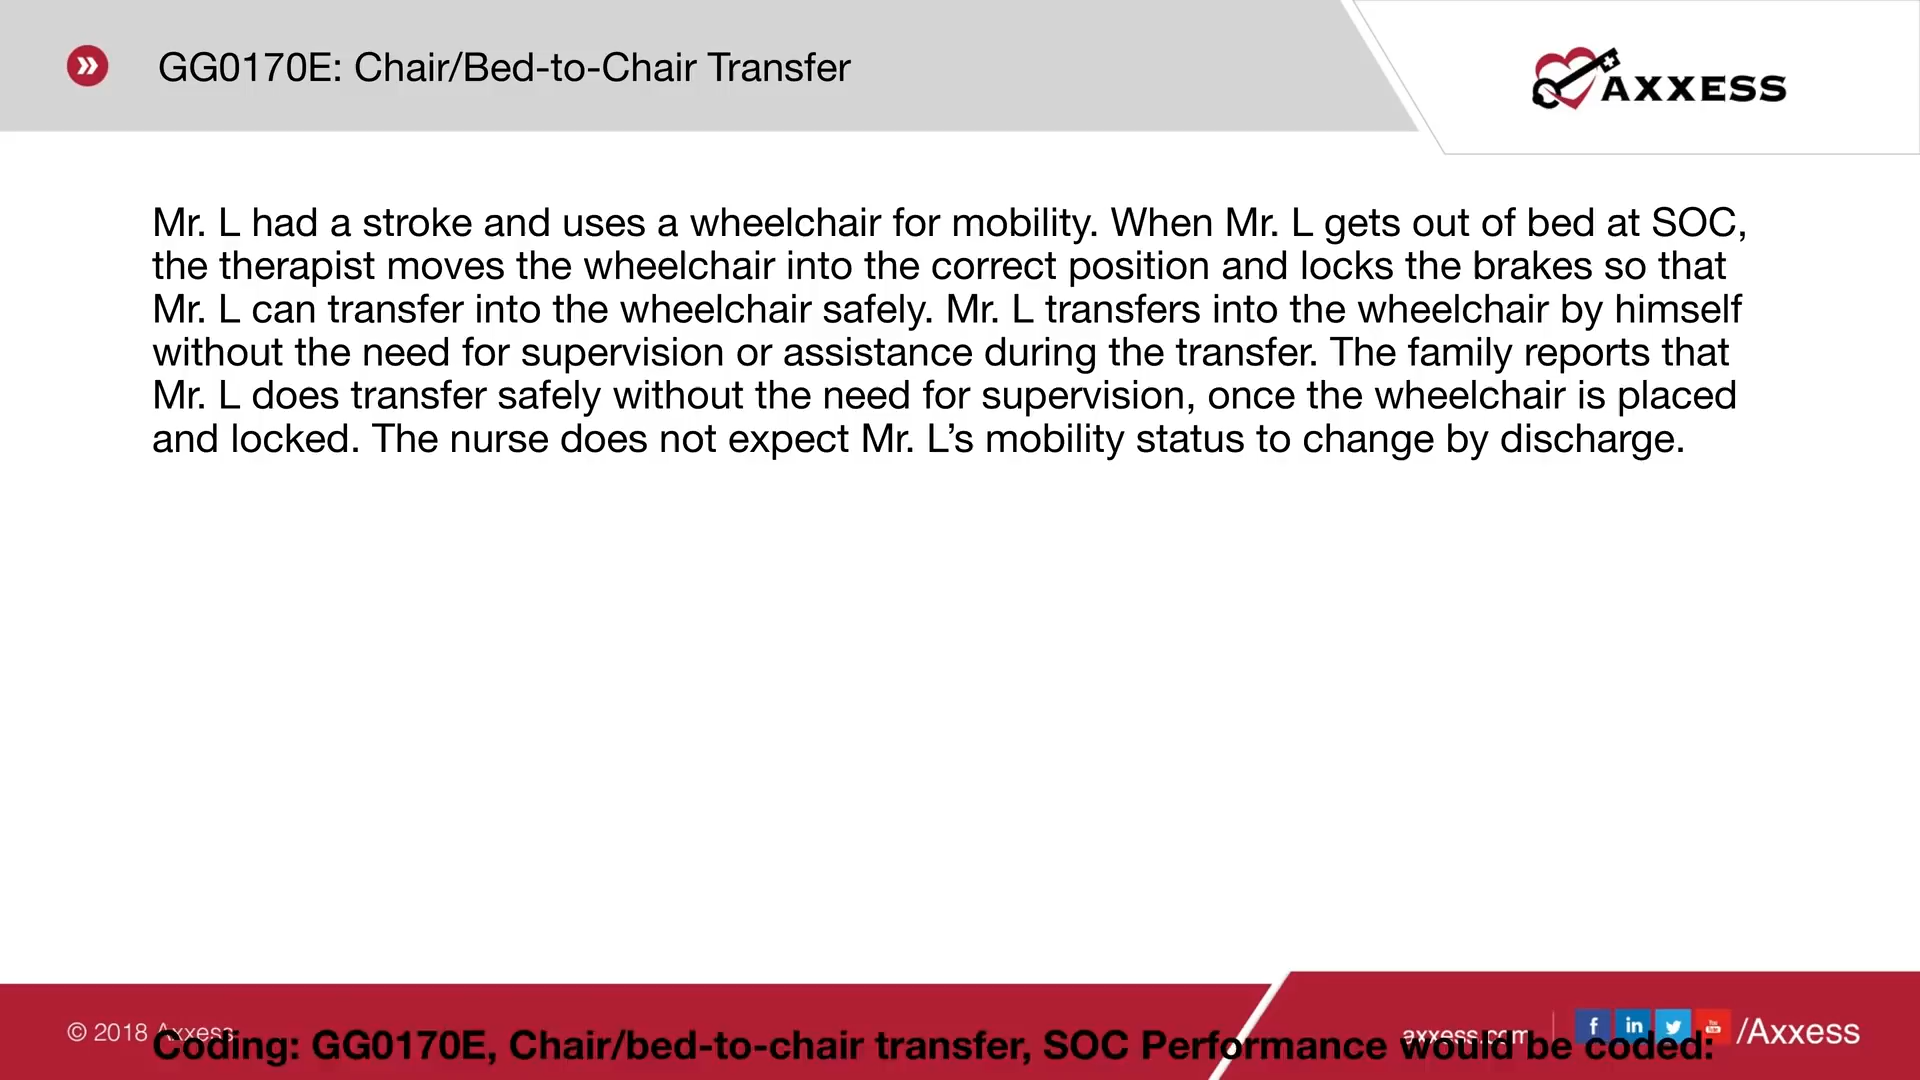 GG0170E: Chair/Bed-to-Chair Transfer
AXXESS
Mr. L had a stroke and uses a wheelchair for mobility. When Mr. L gets out of bed at SOC,
the therapist moves the wheelchair into the correct position and locks the brakes so that
Mr. L can transfer into the wheelchair safely. Mr. L transfers into the wheelchair by himself
without the need for supervision or assistance during the transfer. The family reports that
Mr. L does transfer safely without the need for supervision, once the wheelchair is placed
and locked. The nurse does not expect Mr. L’s mobility status to change by discharge.
© 2018 Axxess
axxess.com
f in You /Axxess
Coding: GG0170E, Chair/bed-to-chair transfer, SOC Performance would be coded: